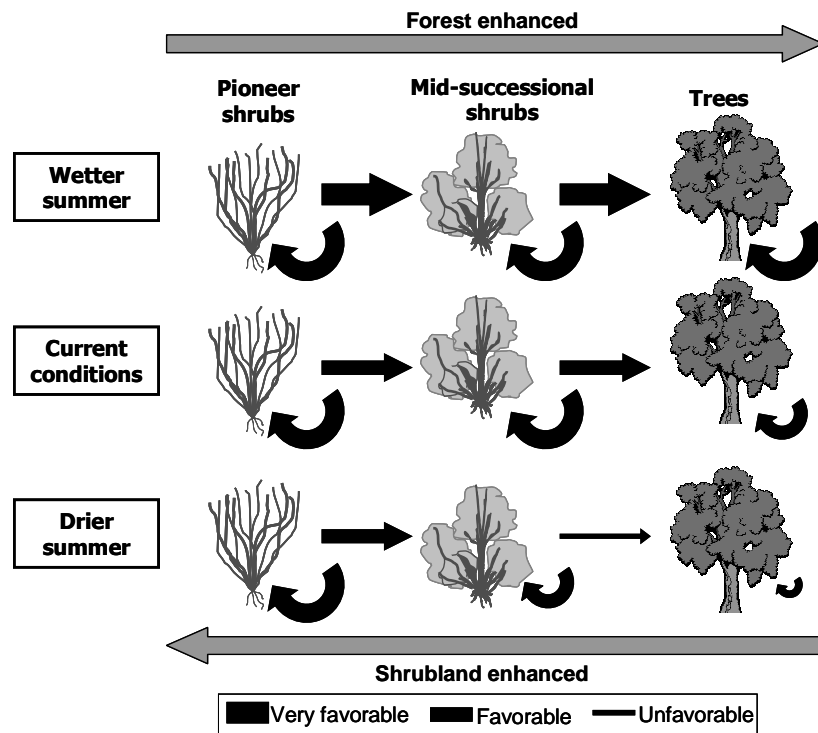 Forest enhanced
Pioneer
shrubs
Mid-successional
shrubs
Trees
Wetter
summer
Current
conditions
Drier
summer
Shrubland enhanced
Very favorable Favorable Unfavorable